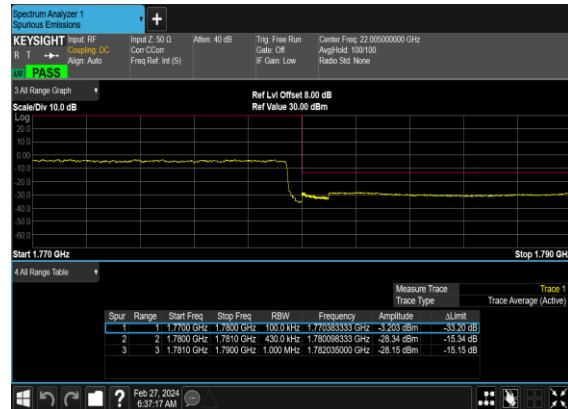 Spectrum Analyzer 1
Spurious Emissions
+
KEYSIGHT Input: RF Input Z: 50 Ω Atten: 40 dB Trig: Free Run Center Freq: 22.005000000 GHz
R T Coupling: DC Corr CCorr Gate: Off Avg|Hold: 100/100
Align: Auto Freq Ref: Int (S) IF Gain: Low Radio Std: None
PASS
3 All Range Graph Ref Lvl Offset 8.00 dB
Scale/Div 10.0 dB Ref Value 30.00 dBm
Log
20.0
10.0
0.00
-10.0
-20.0
-30.0
-40.0
-50.0
-60.0
Start 1.770 GHz Stop 1.790 GH
4 All Range Table
Measure Trace Trace 1
Trace Type Trace Average (Active)
Spur Range Start Freq Stop Freq RBW Frequency Amplitude ΔLimit
1 1 1.7700 GHz 1.7800 GHz 100.0 kHz 1.770383333 GHz -3.203 dBm -33.20 dB
2 2 1.7800 GHz 1.7810 GHz 430.0 kHz 1.780098333 GHz -28.34 dBm -15.34 dB
3 3 1.7810 GHz 1.7900 GHz 1.000 MHz 1.782035000 GHz -28.15 dBm -15.15 dB
? Feb 27, 2024
6:37:17 AM